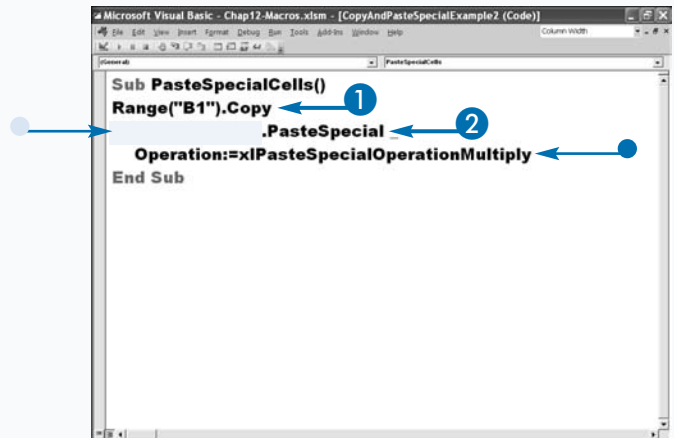 Microsoft Visual Basic - Chap12-Macros.xlsm - [CopyAndPasteSpecialExample2 (Code)]
File Edit View Insert Format Debug Run Tools Add-Ins Window Help
Column Width
(General)
PasteSpecialCells
Sub PasteSpecialCells()
Range("B1").Copy
1
.PasteSpecial _
2
Operation:=xlPasteSpecialOperationMultiply
End Sub